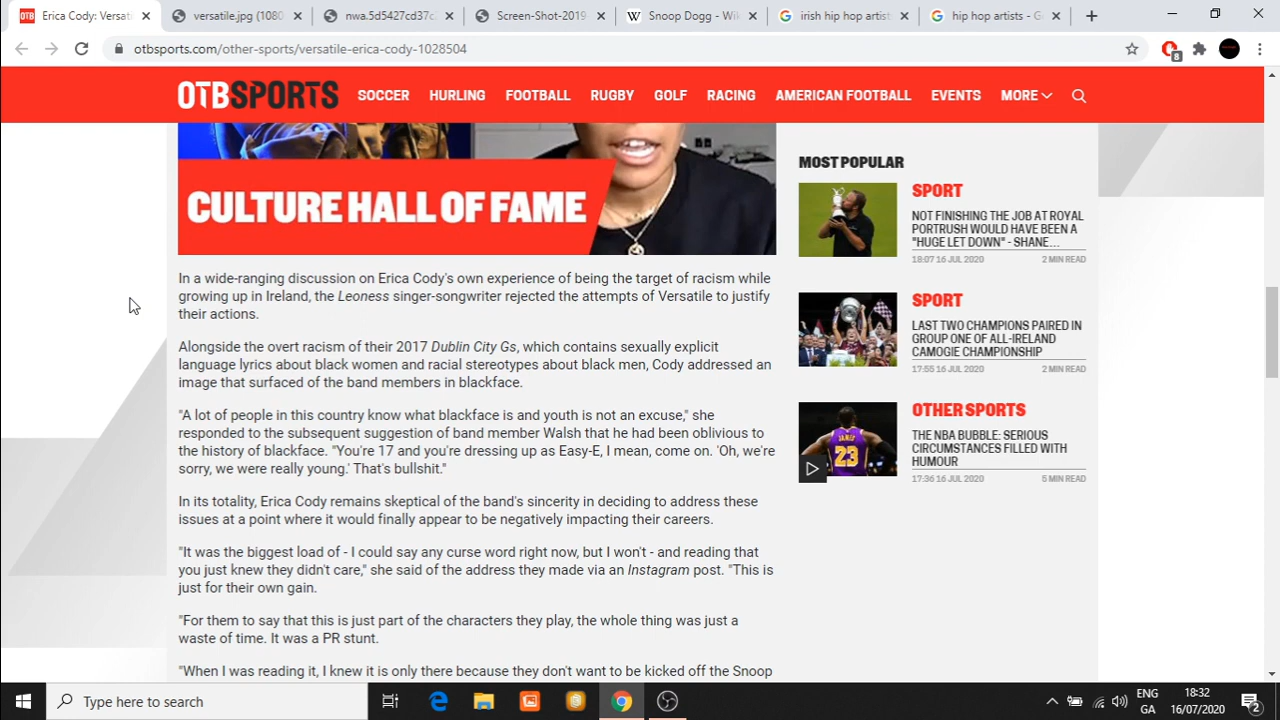 Erica Cody: Versati
versatile.jpg (1080
nwa.5d5427cd37c
Screen-Shot-2019
Snoop Dogg - Wik
irish hip hop artist
hip hop artists - G
otbsports.com/other-sports/versatile-erica-cody-1028504
8
OTBSPORTS
SOCCER HURLING FOOTBALL RUGBY GOLF RACING AMERICAN FOOTBALL EVENTS MORE
CULTURE HALL OF FAME
In a wide-ranging discussion on Erica Cody's own experience of being the target of racism while
growing up in Ireland, the Leoness singer-songwriter rejected the attempts of Versatile to justify
their actions.
Alongside the overt racism of their 2017 Dublin City Gs, which contains sexually explicit
language lyrics about black women and racial stereotypes about black men, Cody addressed an
image that surfaced of the band members in blackface.
"A lot of people in this country know what blackface is and youth is not an excuse," she
responded to the subsequent suggestion of band member Walsh that he had been oblivious to
the history of blackface. "You're 17 and you're dressing up as Easy-E, I mean, come on. 'Oh, we're
sorry, we were really young.' That's bullshit."
In its totality, Erica Cody remains skeptical of the band's sincerity in deciding to address these
issues at a point where it would finally appear to be negatively impacting their careers.
"It was the biggest load of - I could say any curse word right now, but I won't - and reading that
you just knew they didn't care," she said of the address they made via an Instagram post. "This is
just for their own gain.
"For them to say that this is just part of the characters they play, the whole thing was just a
waste of time. It was a PR stunt.
"When I was reading it, I knew it is only there because they don't want to be kicked off the Snoop
MOST POPULAR
SPORT
NOT FINISHING THE JOB AT ROYAL
PORTRUSH WOULD HAVE BEEN A
"HUGE LET DOWN" - SHANE...
18:07 16 JUL 2020 2 MIN READ
SPORT
LAST TWO CHAMPIONS PAIRED IN
GROUP ONE OF ALL-IRELAND
CAMOGIE CHAMPIONSHIP
17:55 16 JUL 2020 2 MIN READ
OTHER SPORTS
THE NBA BUBBLE: SERIOUS
CIRCUMSTANCES FILLED WITH
HUMOUR
17:36 16 JUL 2020 5 MIN READ
JAMES
23
Type here to search
ENG
GA
18:32
16/07/2020
2